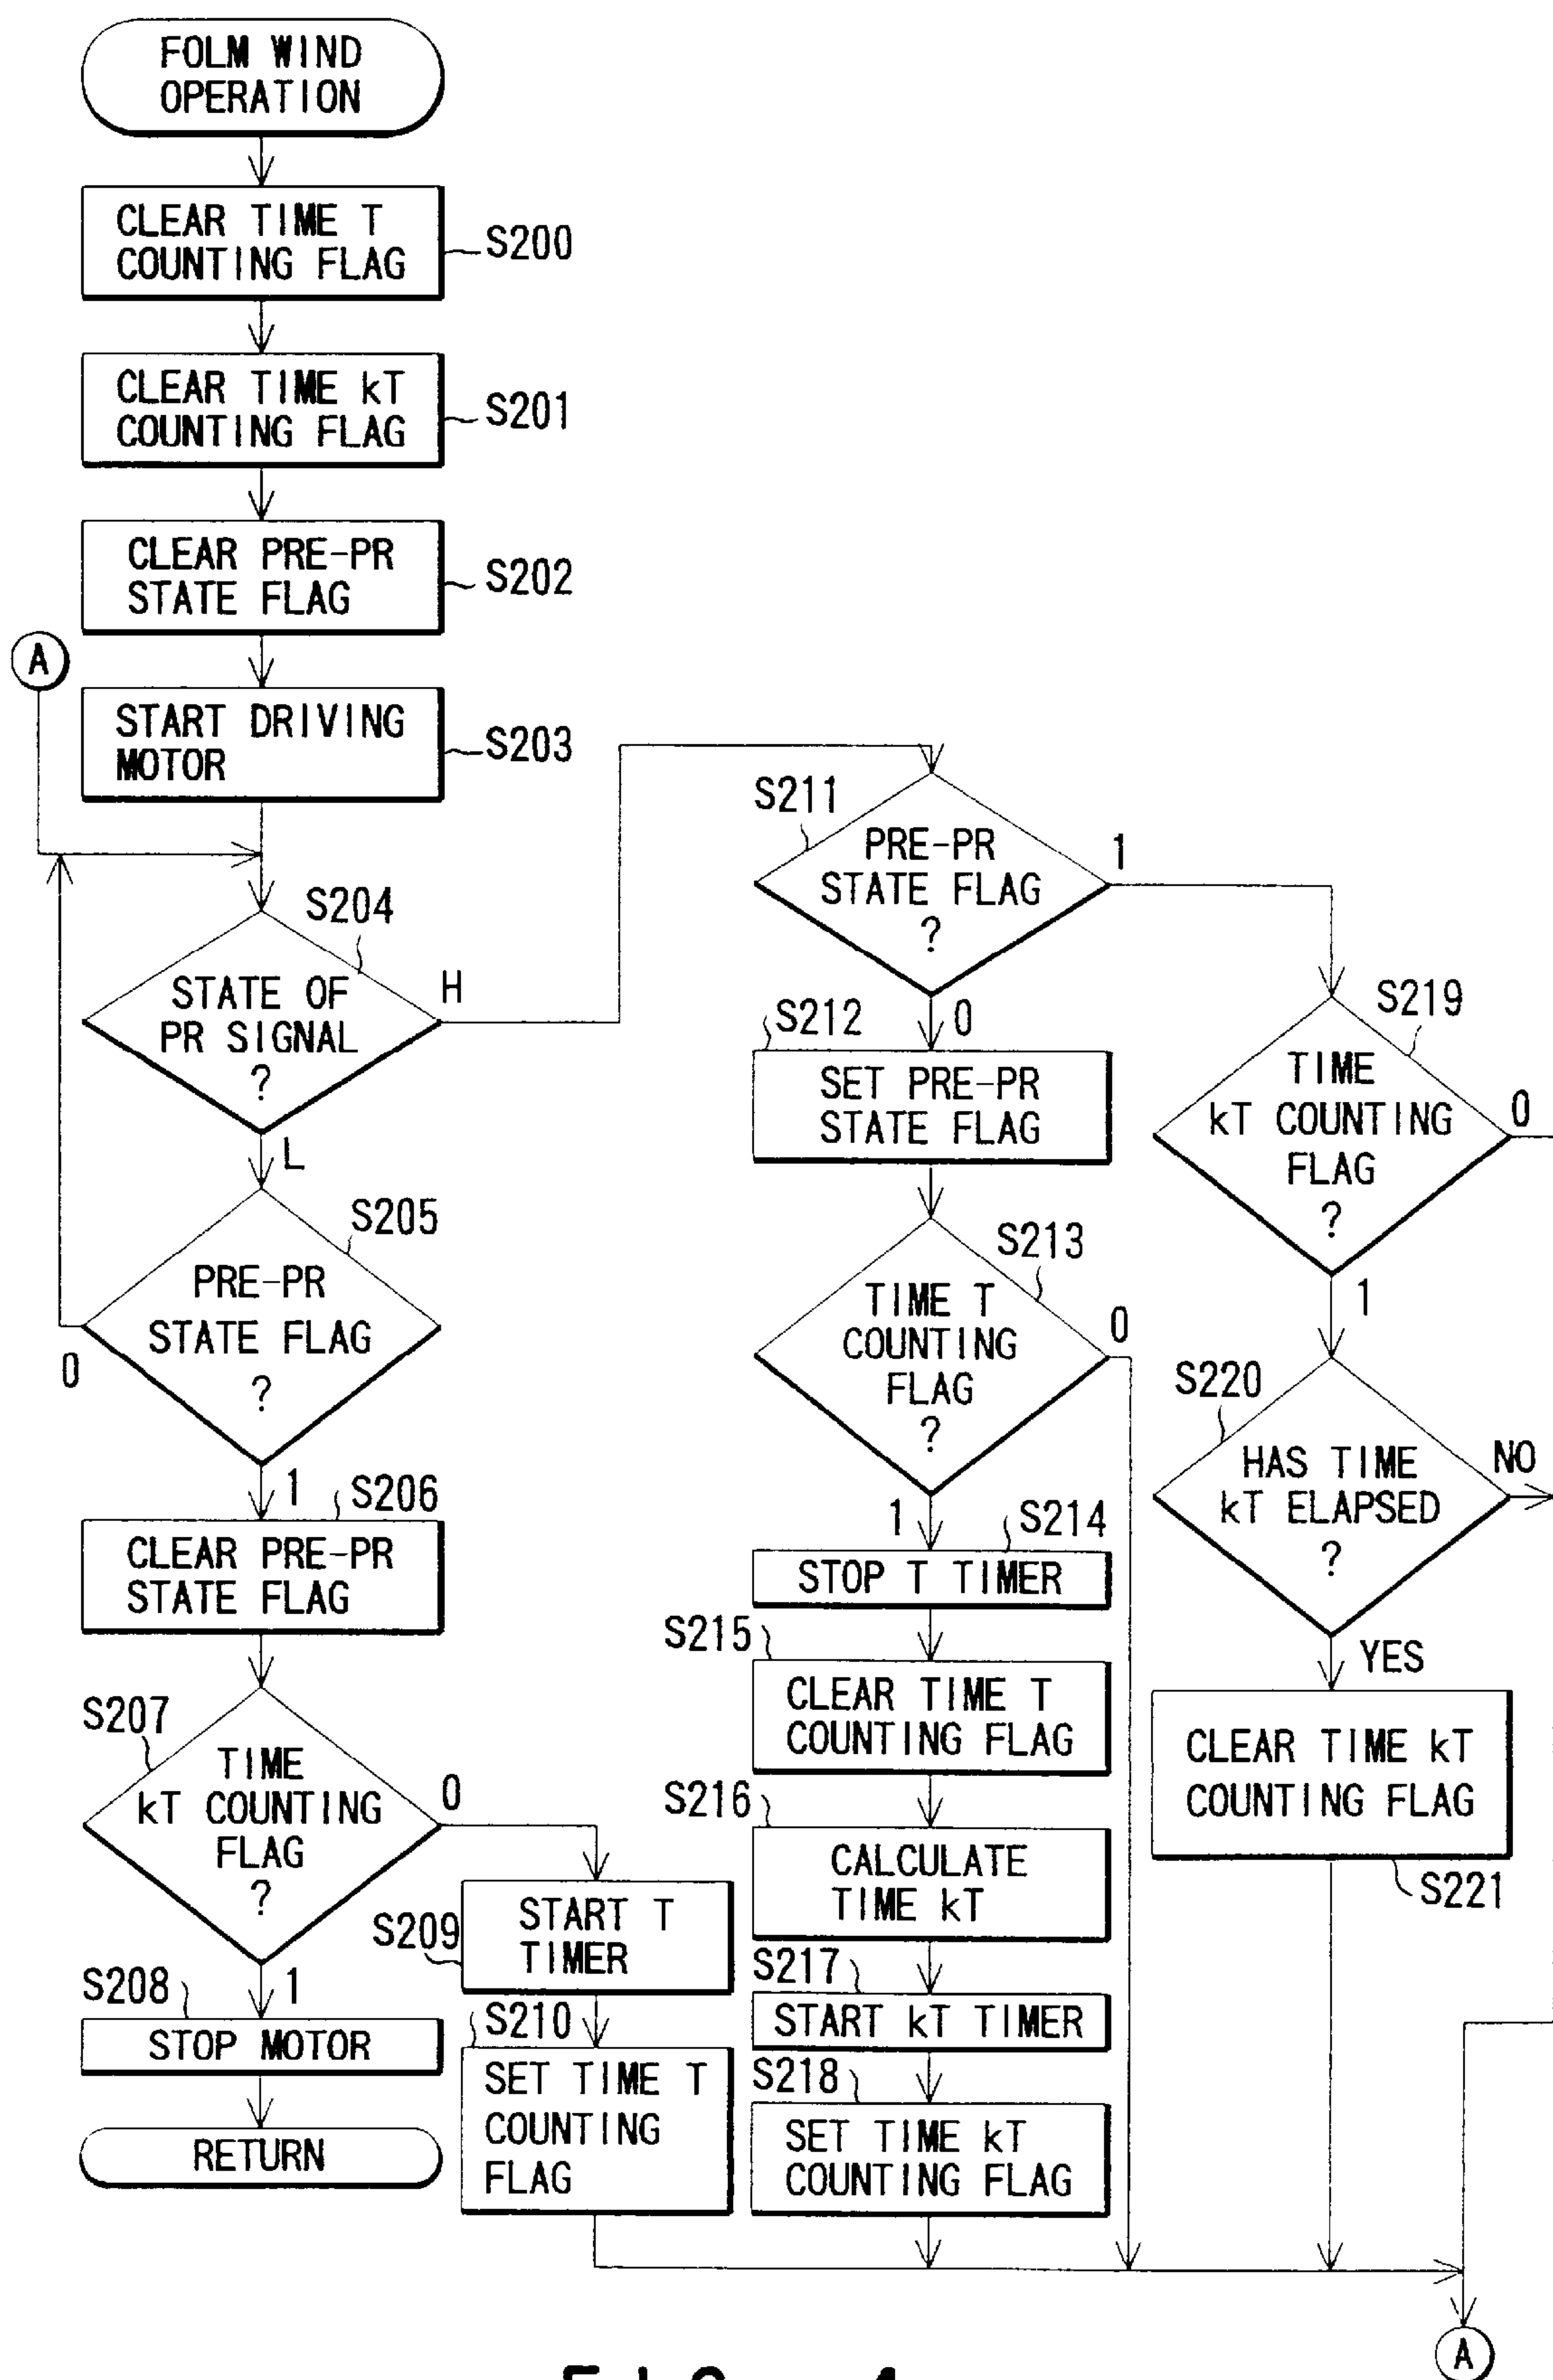 FOLM WIND
OPERATION
CLEAR TIME T
COUNTING FLAG
S200
CLEAR TIME kT
COUNTING FLAG
S201
CLEAR PRE-PR
STATE FLAG
S202
A
START DRIVING
MOTOR
S203
S204
STATE OF
PR SIGNAL
?
H
L
S205
PRE-PR
STATE FLAG
?
0
1
S206
CLEAR PRE-PR
STATE FLAG
S207
TIME
kT COUNTING
FLAG
?
0
1
S208
STOP MOTOR
RETURN
S209
START T
TIMER
S210
SET TIME T
COUNTING
FLAG
S211
PRE-PR
STATE FLAG
?
1
0
S212
SET PRE-PR
STATE FLAG
S213
TIME T
COUNTING
FLAG
?
0
1
S214
STOP T TIMER
S215
CLEAR TIME T
COUNTING FLAG
S216
CALCULATE
TIME kT
S217
START kT TIMER
S218
SET TIME kT
COUNTING FLAG
S219
TIME
kT COUNTING
FLAG
?
0
1
S220
HAS TIME
kT ELAPSED
?
NO
YES
CLEAR TIME kT
COUNTING FLAG
S221
A